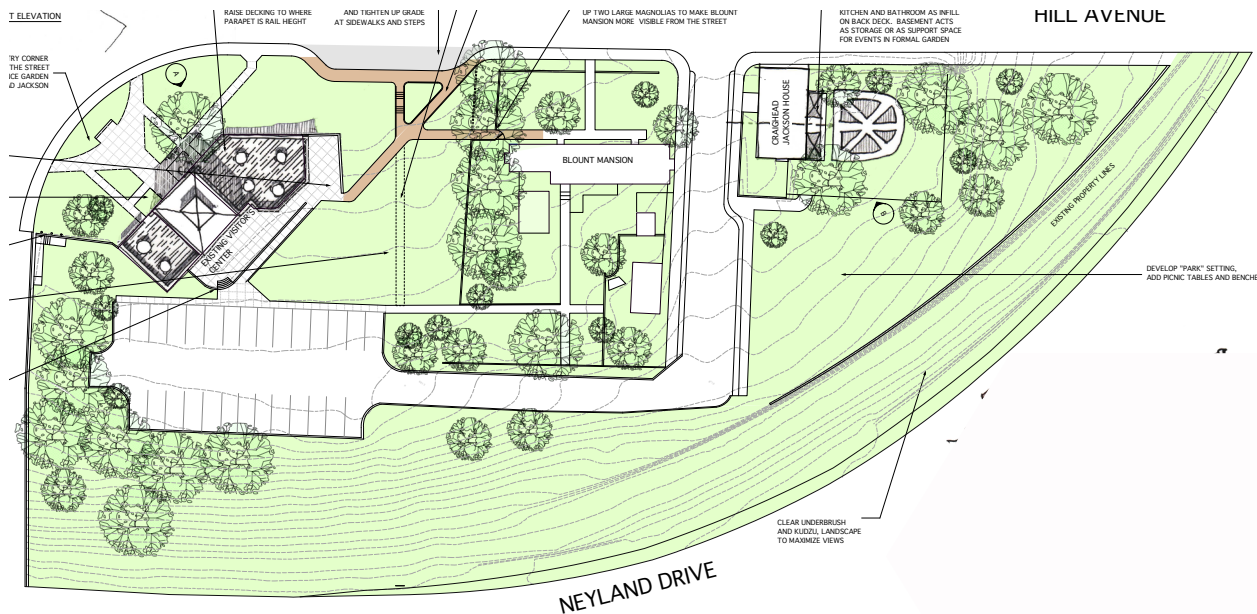 T ELEVATION
RAISE DECKING TO WHERE
PARAPET IS RAIL HIEGHT
AND TIGHTEN UP GRADE
AT SIDEWALKS AND STEPS
UP TWO LARGE MAGNOLIAS TO MAKE BLOUNT
MANSION MORE VISIBLE FROM THE STREET
KITCHEN AND BATHROOM AS INFILL
ON BACK DECK. BASEMENT ACTS
AS STORAGE OR AS SUPPORT SPACE
FOR EVENTS IN FORMAL GARDEN
HILL AVENUE
RY CORNER
THE STREET
ICE GARDEN
D JACKSON
A
CRAIGHEAD
JACKSON HOUSE
BLOUNT MANSION
EXISTING VISITOR'S
CENTER
B
EXISTING PROPERTY LINES
DEVELOP "PARK" SETTING,
ADD PICNIC TABLES AND BENCHE
CLEAR UNDERBRUSH
AND KUDZU, LANDSCAPE
TO MAXIMIZE VIEWS
NEYLAND DRIVE